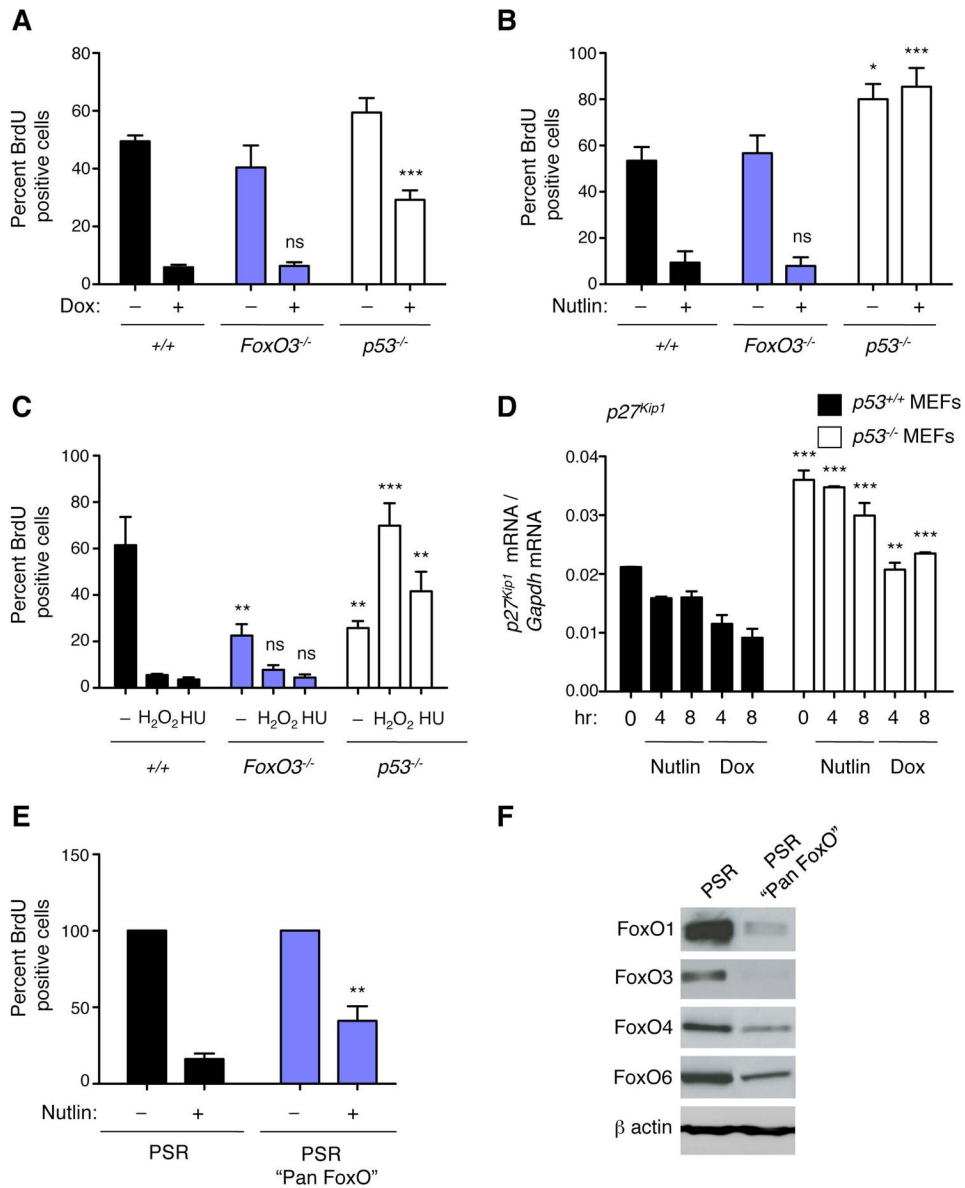 A
Percent BrdU
positive cells
80
60
40
20
0
***
ns
Dox: – + – + – +
+/+ FoxO3-/- p53-/-
B
Percent BrdU
positive cells
100
80
60
40
20
0
* ***
ns
Nutlin: – + – + – +
+/+ FoxO3-/- p53-/-
C
Percent BrdU
positive cells
100
80
60
40
20
0
** ns ns ** *** **
– H2O2 HU – H2O2 HU – H2O2 HU
+/+ FoxO3-/- p53-/-
D
p27Kip1
p53+/+ MEFs
p53-/- MEFs
p27Kip1 mRNA /
Gapdh mRNA
0.04
0.03
0.02
0.01
0.00
*** *** *** ** ***
hr: 0 4 8 4 8 0 4 8 4 8
Nutlin Dox Nutlin Dox
E
Percent BrdU
positive cells
150
100
50
0
**
Nutlin: – + – +
PSR PSR
“Pan FoxO”
F
PSR PSR
“Pan FoxO”
FoxO1
FoxO3
FoxO4
FoxO6
β actin